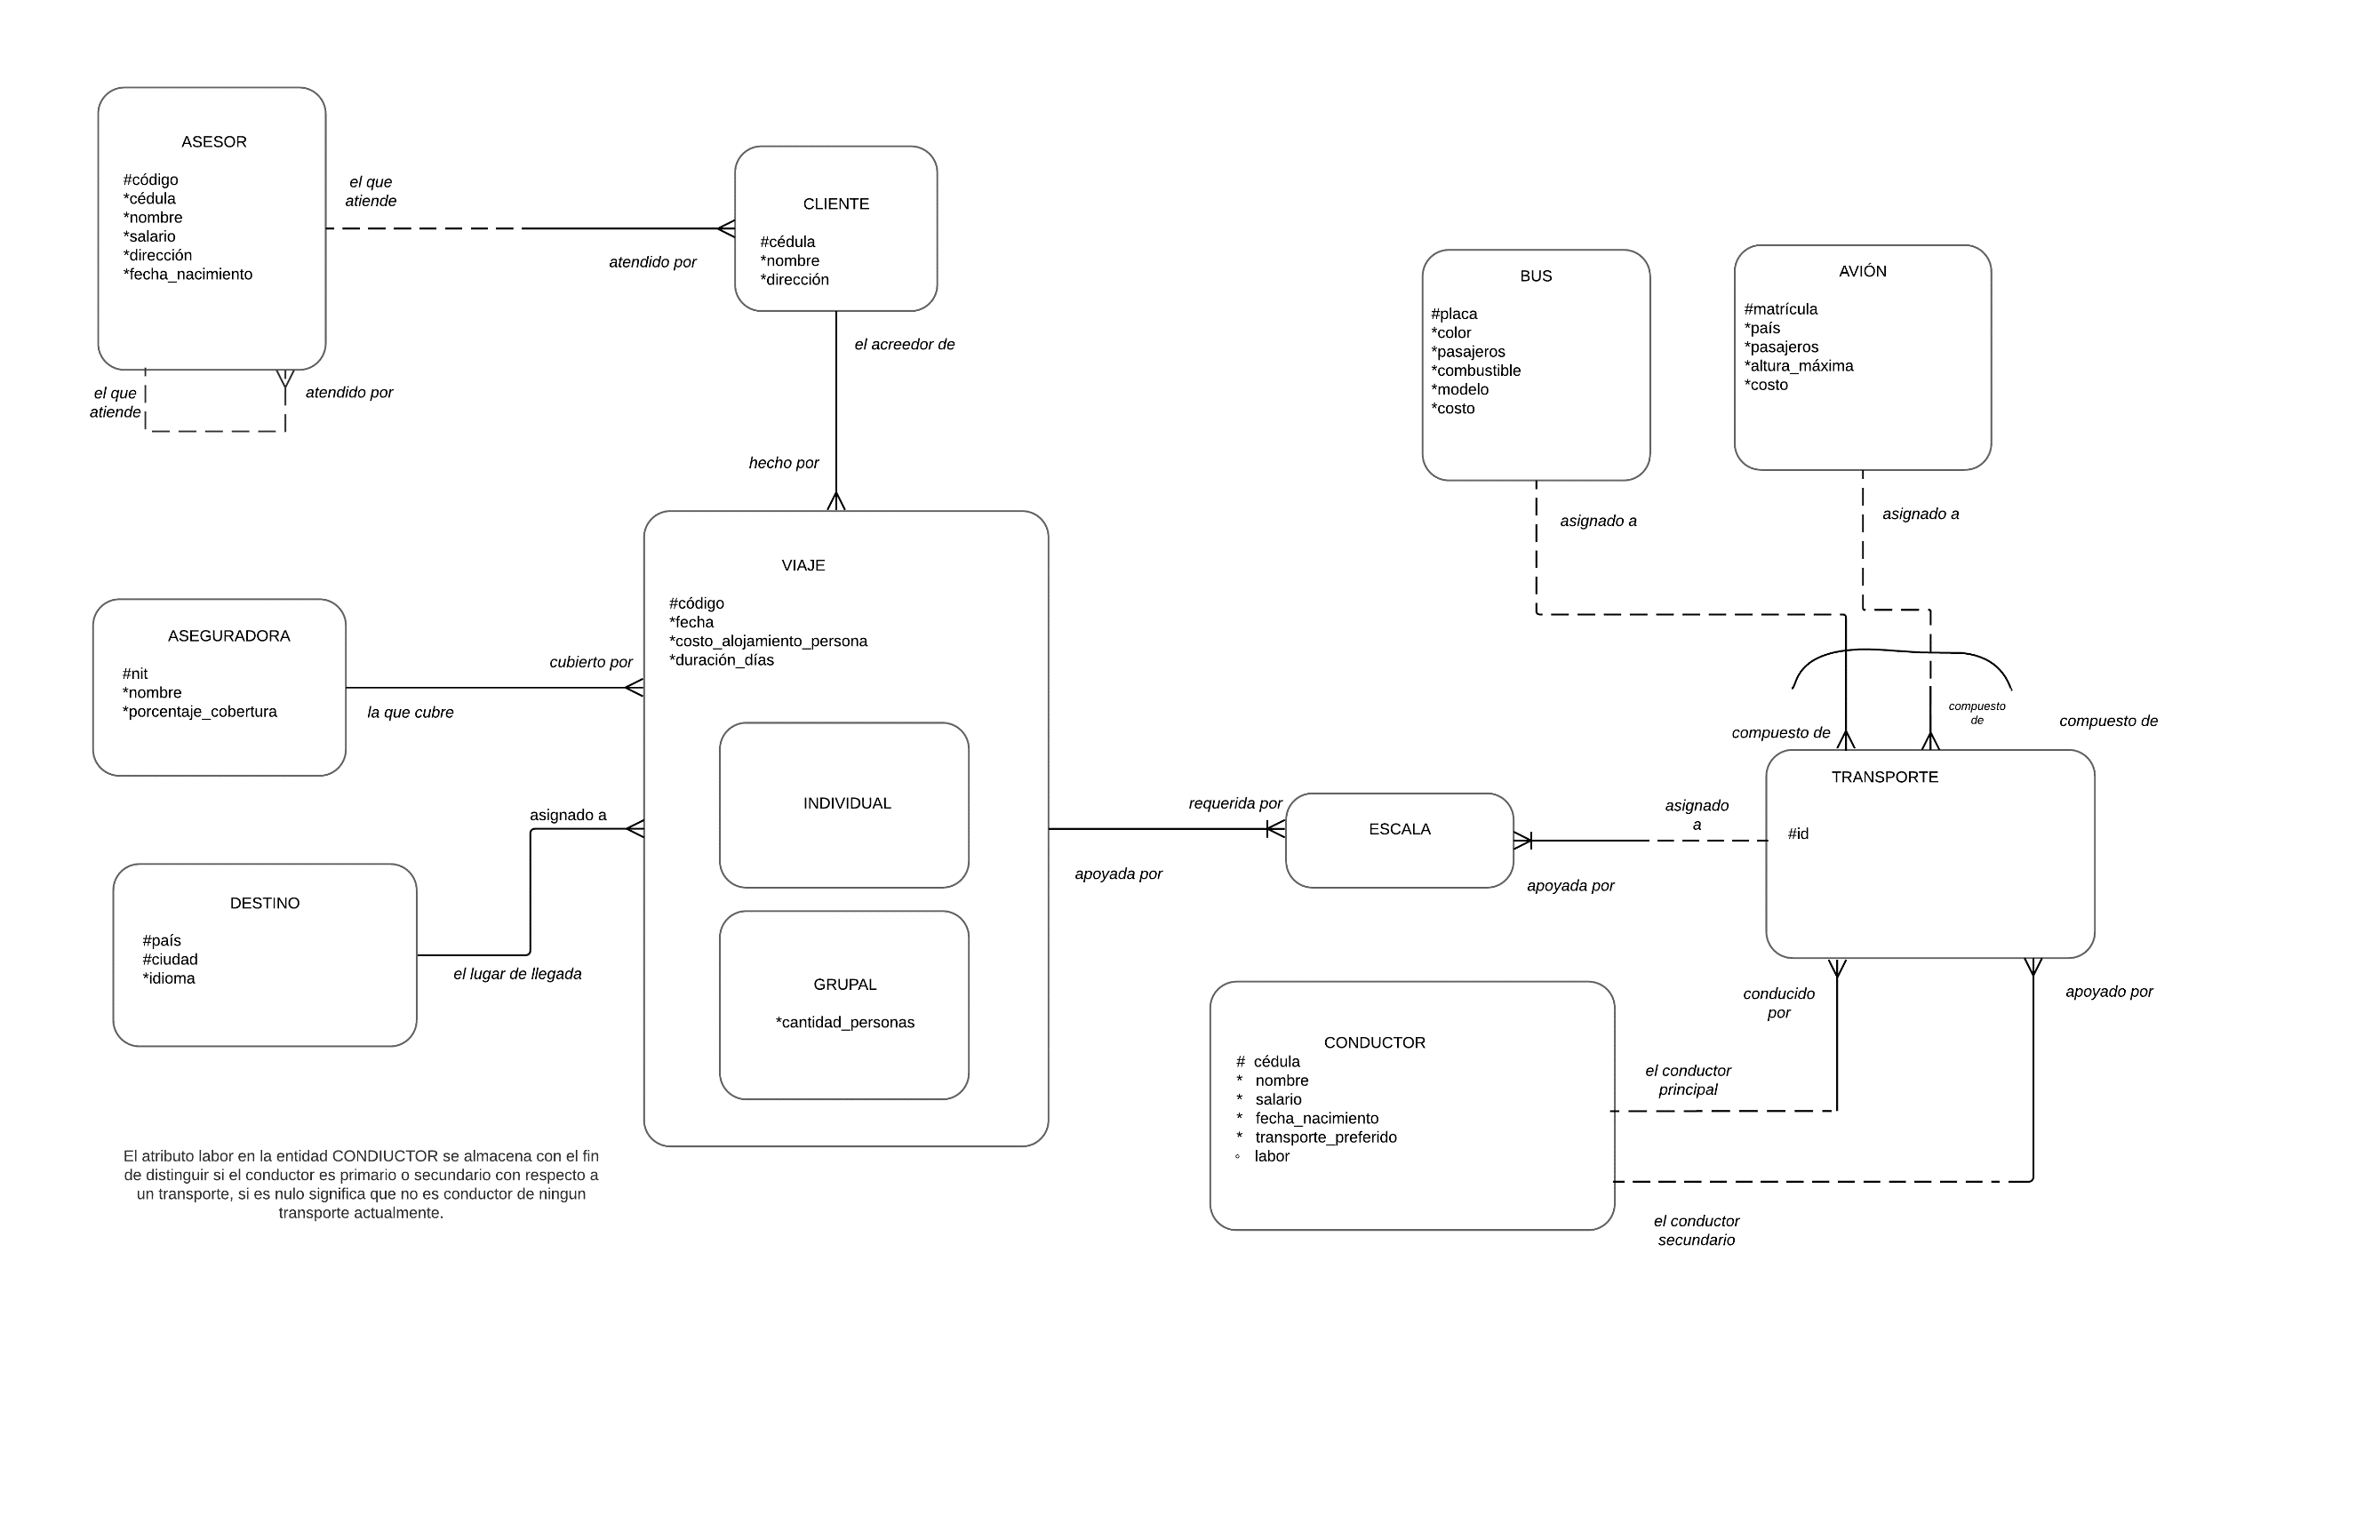 ASESOR
#código
*cédula
*nombre
*salario
*dirección
*fecha_nacimiento
el que
atiende
atendido por
el que
atiende
atendido por
CLIENTE
#cédula
*nombre
*dirección
el acreedor de
hecho por
BUS
#placa
*color
*pasajeros
*combustible
*modelo
*costo
asignado a
AVIÓN
#matrícula
*país
*pasajeros
*altura_máxima
*costo
asignado a
VIAJE
#código
*fecha
*costo_alojamiento_persona
*duración_días
INDIVIDUAL
GRUPAL
*cantidad_personas
ASEGURADORA
#nit
*nombre
*porcentaje_cobertura
cubierto por
la que cubre
DESTINO
#país
#ciudad
*idioma
asignado a
el lugar de llegada
requerida por
apoyada por
ESCALA
asignado
a
apoyada por
compuesto de
compuesto
de
compuesto de
TRANSPORTE
#id
conducido
por
apoyado por
CONDUCTOR
# cédula
* nombre
* salario
* fecha_nacimiento
* transporte_preferido
◦ labor
el conductor
principal
el conductor
secundario
El atributo labor en la entidad CONDIUCTOR se almacena con el fin
de distinguir si el conductor es primario o secundario con respecto a
un transporte, si es nulo significa que no es conductor de ningun
transporte actualmente.